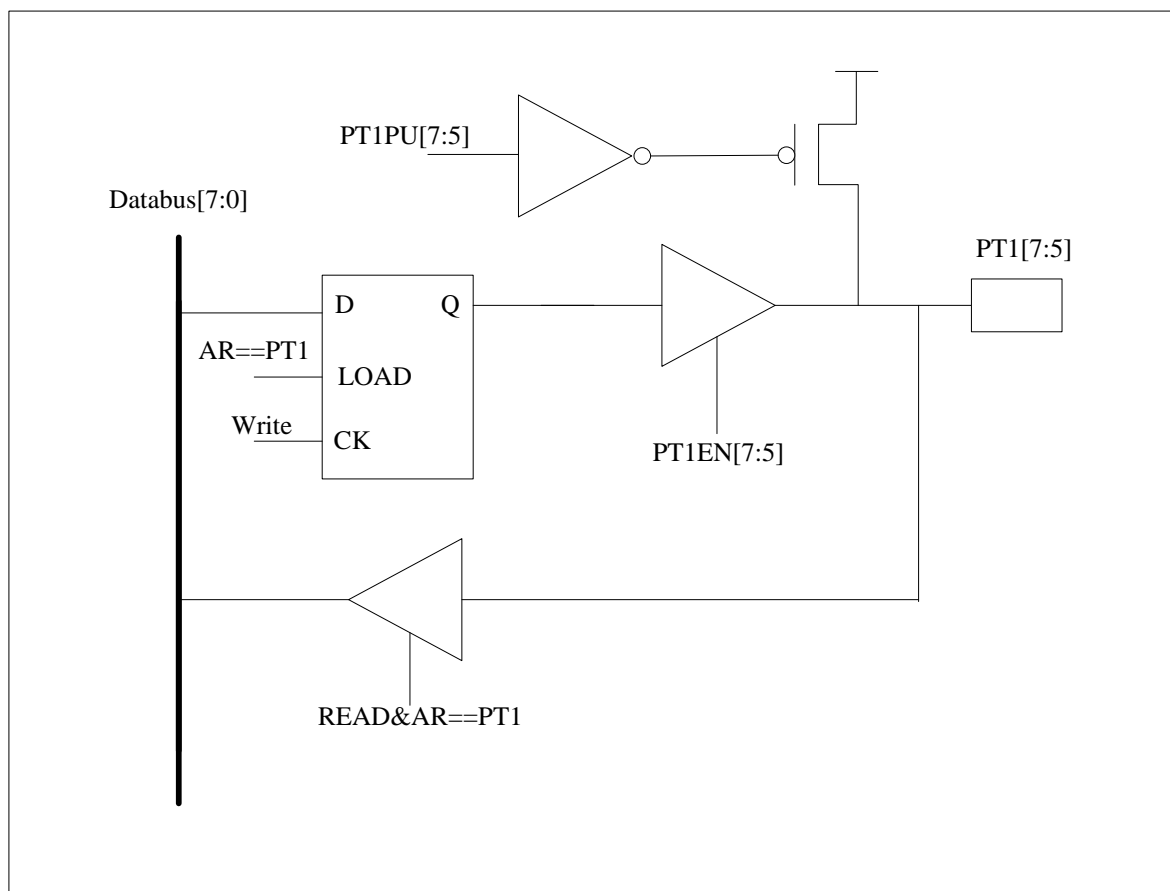 PT1PU[7:5]
Databus[7:0]
PT1[7:5]
D
Q
AR==PT1
LOAD
Write
CK
PT1EN[7:5]
READ&AR==PT1